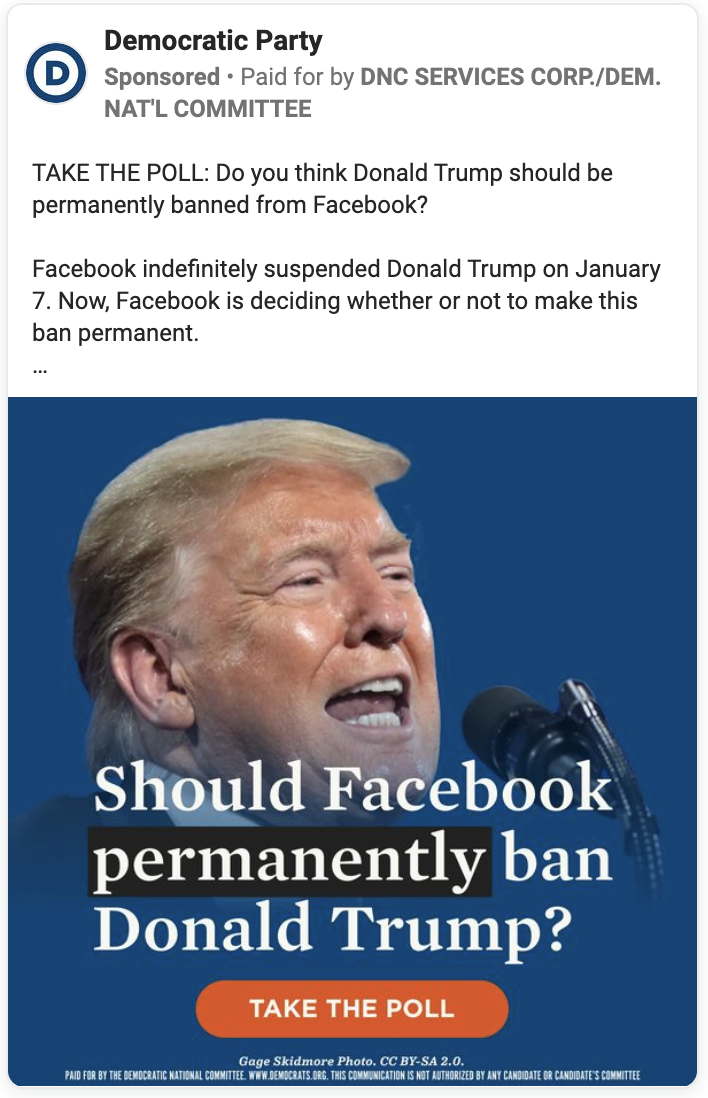 D
Democratic Party
Sponsored • Paid for by DNC SERVICES CORP./DEM.
NAT'L COMMITTEE
TAKE THE POLL: Do you think Donald Trump should be
permanently banned from Facebook?
Facebook indefinitely suspended Donald Trump on January
7. Now, Facebook is deciding whether or not to make this
ban permanent.
...
Should Facebook
permanently ban
Donald Trump?
TAKE THE POLL
Gage Skidmore Photo. CC BY-SA 2.0.
PAID FOR BY THE DEMOCRATIC NATIONAL COMMITTEE. WWW.DEMOCRATS.ORG. THIS COMMUNICATION IS NOT AUTHORIZED BY ANY CANDIDATE OR CANDIDATE'S COMMITTEE